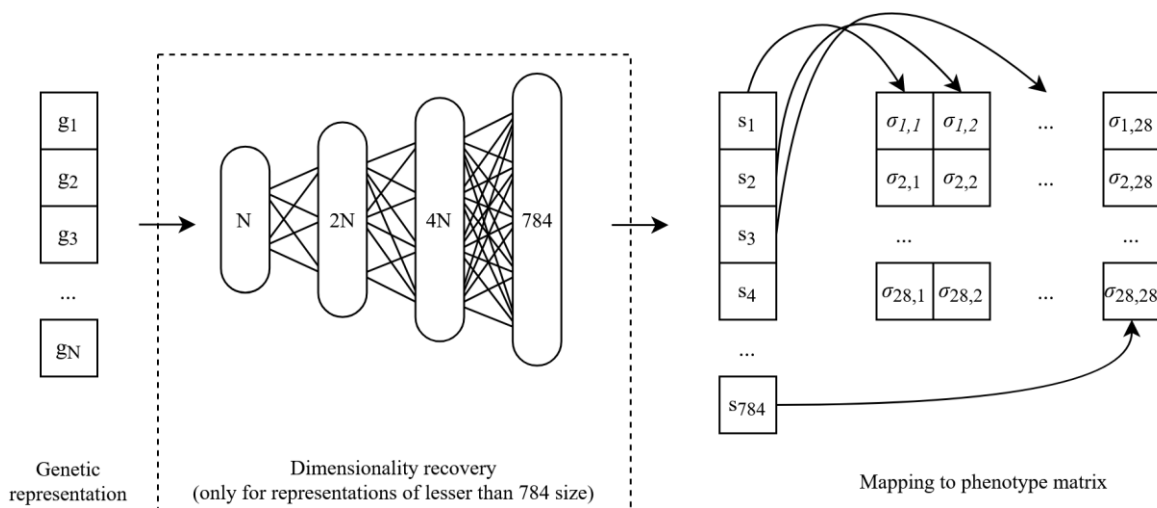 g1
g2
g3
...
gN
Genetic
representation
N
2N
4N
784
Dimensionality recovery
(only for representations of lesser than 784 size)
s1
s2
s3
s4
...
s784
σ1,1 σ1,2 ... σ1,28
σ2,1 σ2,2 ... σ2,28
... ...
σ28,1 σ28,2 ... σ28,28
Mapping to phenotype matrix